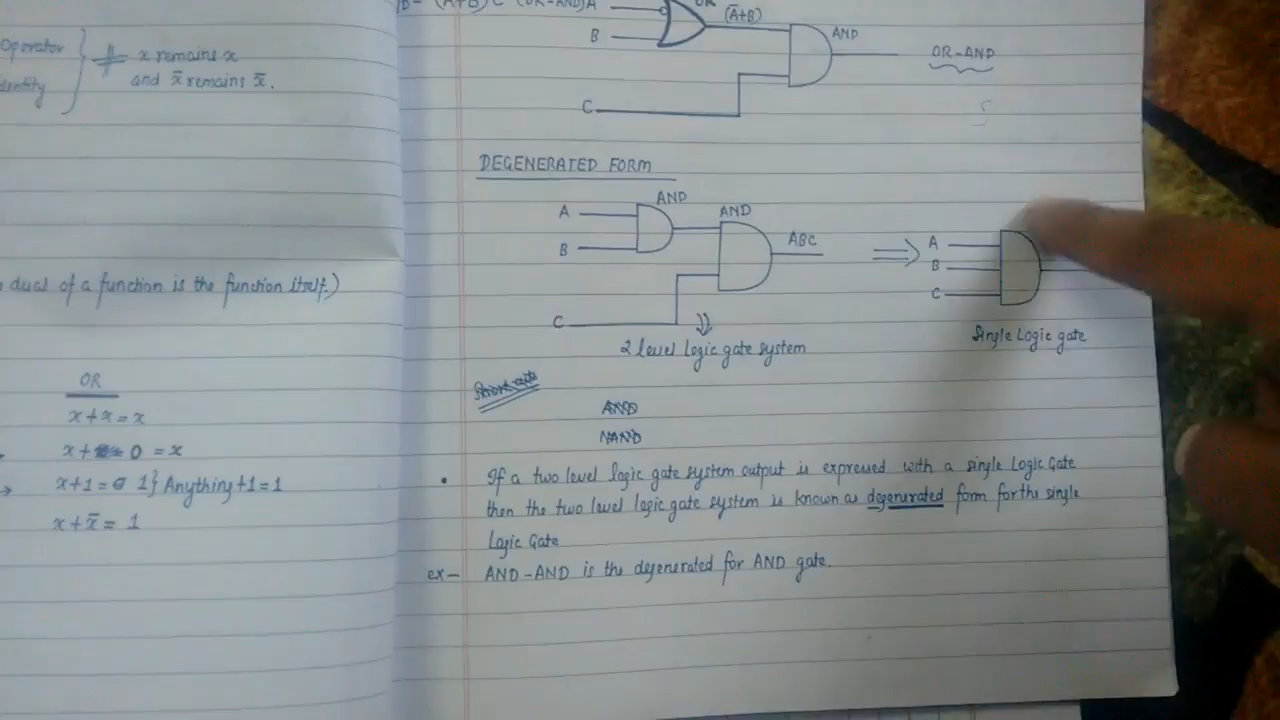 Operator
x remains x
and x̄ remains x̄.
dual of a function is the function itself.)
OR
x+x=x
x+ 0 = x
x+1= 1} Anything+1=1
x+x̄= 1
(A+B)C (OR-AND)A
OR
(Ā+B)
B
AND
OR-AND
C
DEGENERATED FORM
AND
A
AND
B
ABC
⇒
A
B
C
C
2 level logic gate system
Single Logic gate
AND
NAND
• If a two level logic gate system output is expressed with a single Logic Gate
then the two level logic gate system is known as degenerated form for the single
Logic Gate
ex- AND-AND is the degenerated for AND gate.